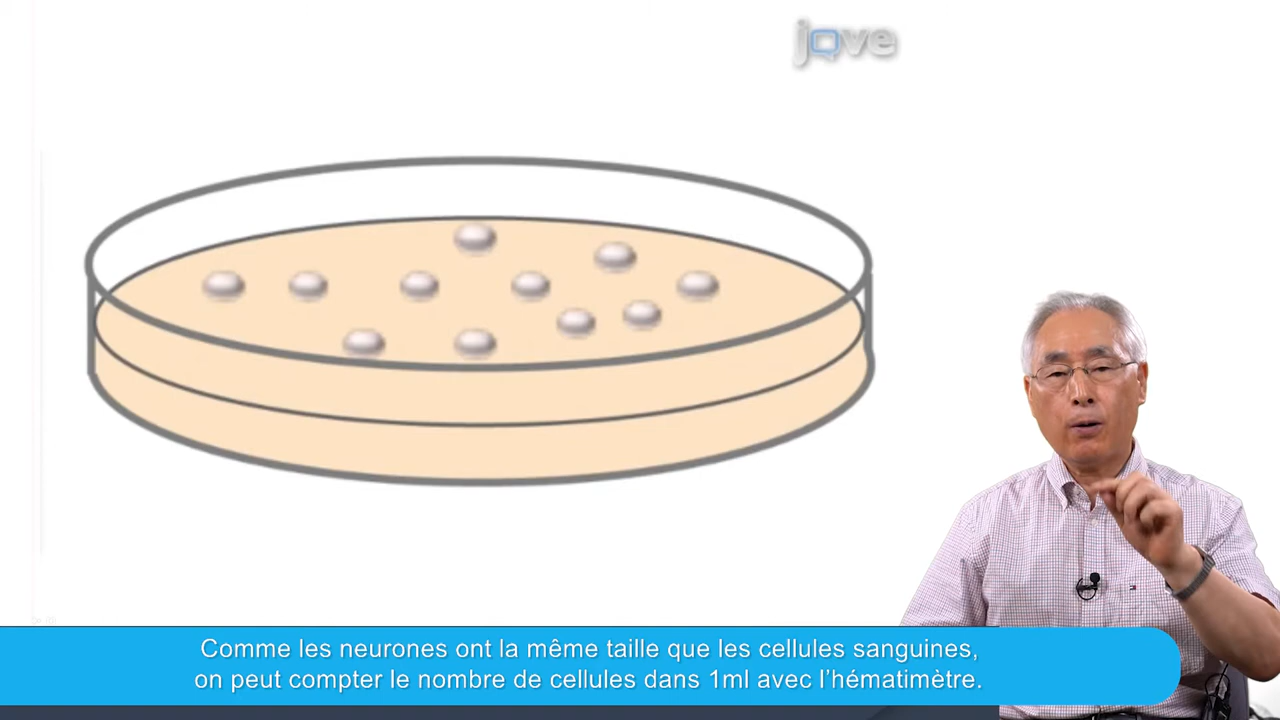 jove
Comme les neurones ont la même taille que les cellules sanguines,
on peut compter le nombre de cellules dans 1ml avec l'hématimètre.